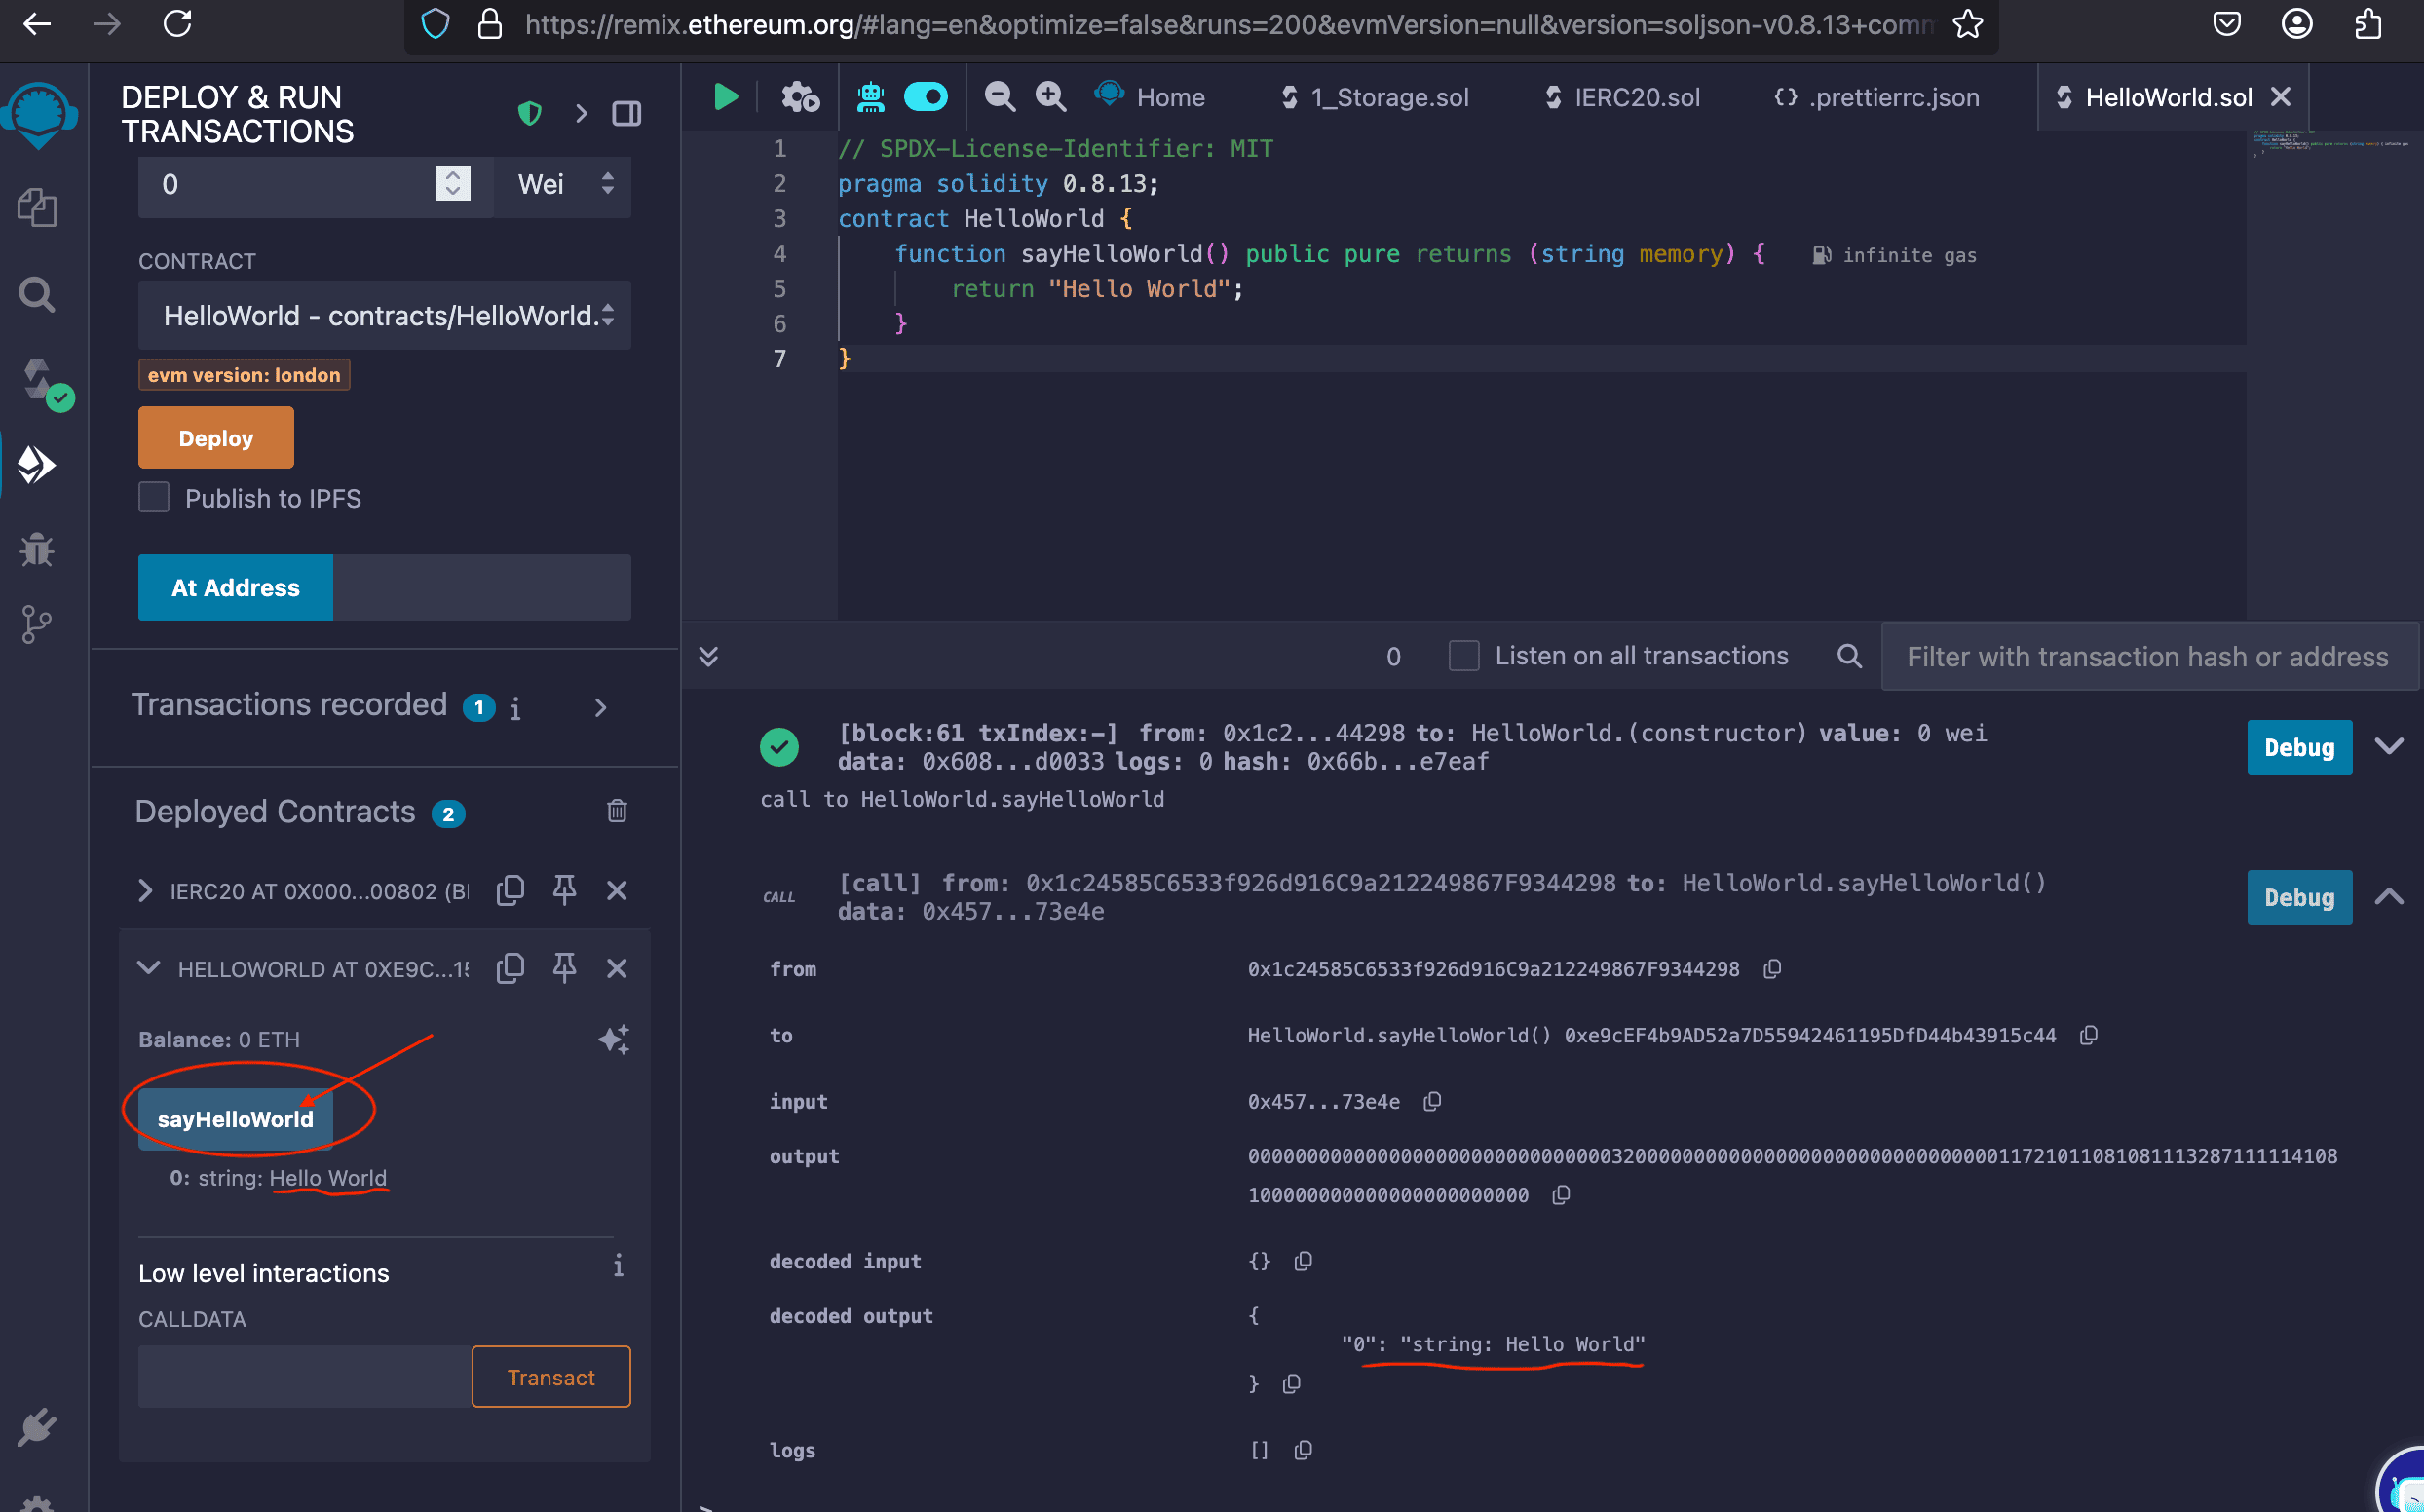 https://remix.ethereum.org/#lang=en&optimize=false&runs=200&evmVersion=null&version=soljson-v0.8.13+comm
DEPLOY & RUN
TRANSACTIONS
0
Wei
CONTRACT
HelloWorld - contracts/HelloWorld.
evm version: london
Deploy
Publish to IPFS
At Address
Transactions recorded 1 i
Deployed Contracts 2
IERC20 AT 0X000...00802 (Bl
HELLOWORLD AT 0XE9C...15
Balance: 0 ETH
sayHelloWorld
0: string: Hello World
Low level interactions
i
CALLDATA
Transact
Home
1_Storage.sol
IERC20.sol
{} .prettierrc.json
HelloWorld.sol
1 // SPDX-License-Identifier: MIT
2 pragma solidity 0.8.13;
3 contract HelloWorld {
4 function sayHelloWorld() public pure returns (string memory) { infinite gas
5 return "Hello World";
6 }
7 }
0
Listen on all transactions
Filter with transaction hash or address
[block:61 txIndex:-] from: 0x1c2...44298 to: HelloWorld.(constructor) value: 0 wei
data: 0x608...d0033 logs: 0 hash: 0x66b...e7eaf
Debug
call to HelloWorld.sayHelloWorld
CALL
[call] from: 0x1c24585C6533f926d916C9a212249867F9344298 to: HelloWorld.sayHelloWorld()
data: 0x457...73e4e
Debug
from 0x1c24585C6533f926d916C9a212249867F9344298
to HelloWorld.sayHelloWorld() 0xe9cEF4b9AD52a7D55942461195DfD44b43915c44
input 0x457...73e4e
output
decoded input {}
decoded output {
"0": "string: Hello World"
}
logs []
>